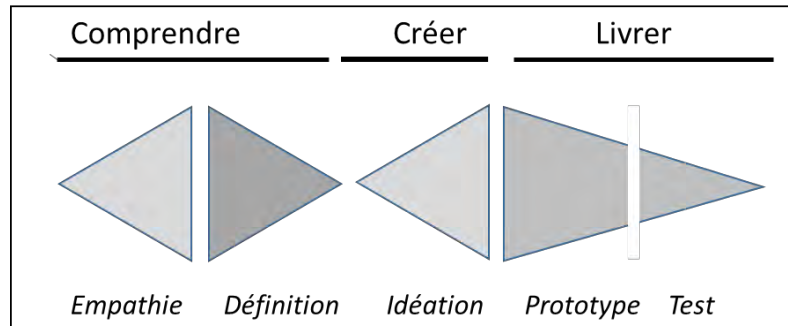 Comprendre Créer Livrer
Empathie Définition Idéation Prototype Test